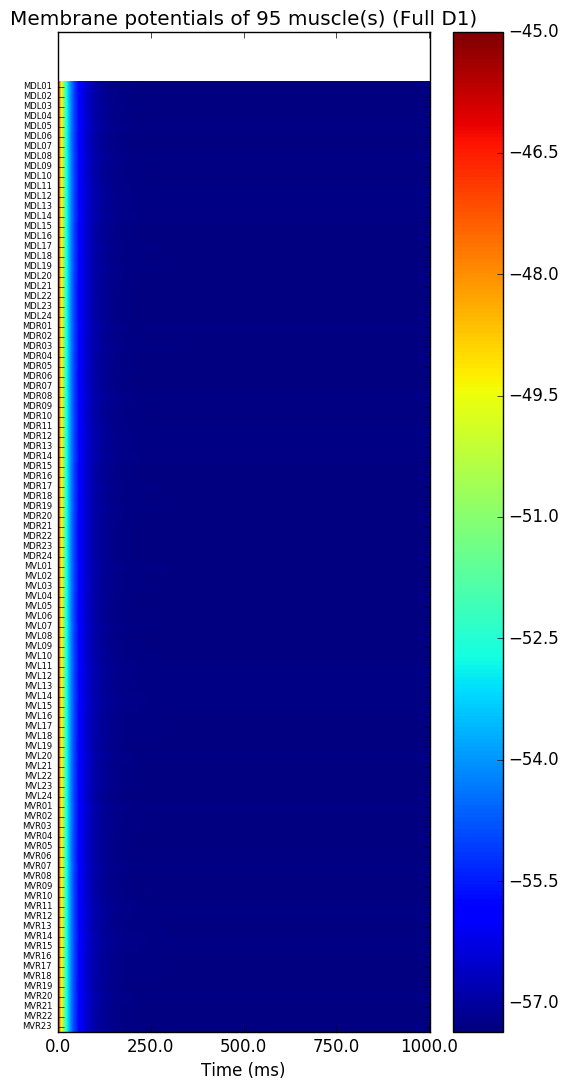 Membrane potentials of 95 muscle(s) (Full D1)
MDL01
MDL02
MDL03
MDL04
MDL05
MDL06
MDL07
MDL08
MDL09
MDL10
MDL11
MDL12
MDL13
MDL14
MDL15
MDL16
MDL17
MDL18
MDL19
MDL20
MDL21
MDL22
MDL23
MDL24
MDR01
MDR02
MDR03
MDR04
MDR05
MDR06
MDR07
MDR08
MDR09
MDR10
MDR11
MDR12
MDR13
MDR14
MDR15
MDR16
MDR17
MDR18
MDR19
MDR20
MDR21
MDR22
MDR23
MDR24
MVL01
MVL02
MVL03
MVL04
MVL05
MVL06
MVL07
MVL08
MVL09
MVL10
MVL11
MVL12
MVL13
MVL14
MVL15
MVL16
MVL17
MVL18
MVL19
MVL20
MVL21
MVL22
MVL23
MVL24
MVR01
MVR02
MVR03
MVR04
MVR05
MVR06
MVR07
MVR08
MVR09
MVR10
MVR11
MVR12
MVR13
MVR14
MVR15
MVR16
MVR17
MVR18
MVR19
MVR20
MVR21
MVR22
MVR23
0.0 250.0 500.0 750.0 1000.0
Time (ms)
−45.0
−46.5
−48.0
−49.5
−51.0
−52.5
−54.0
−55.5
−57.0